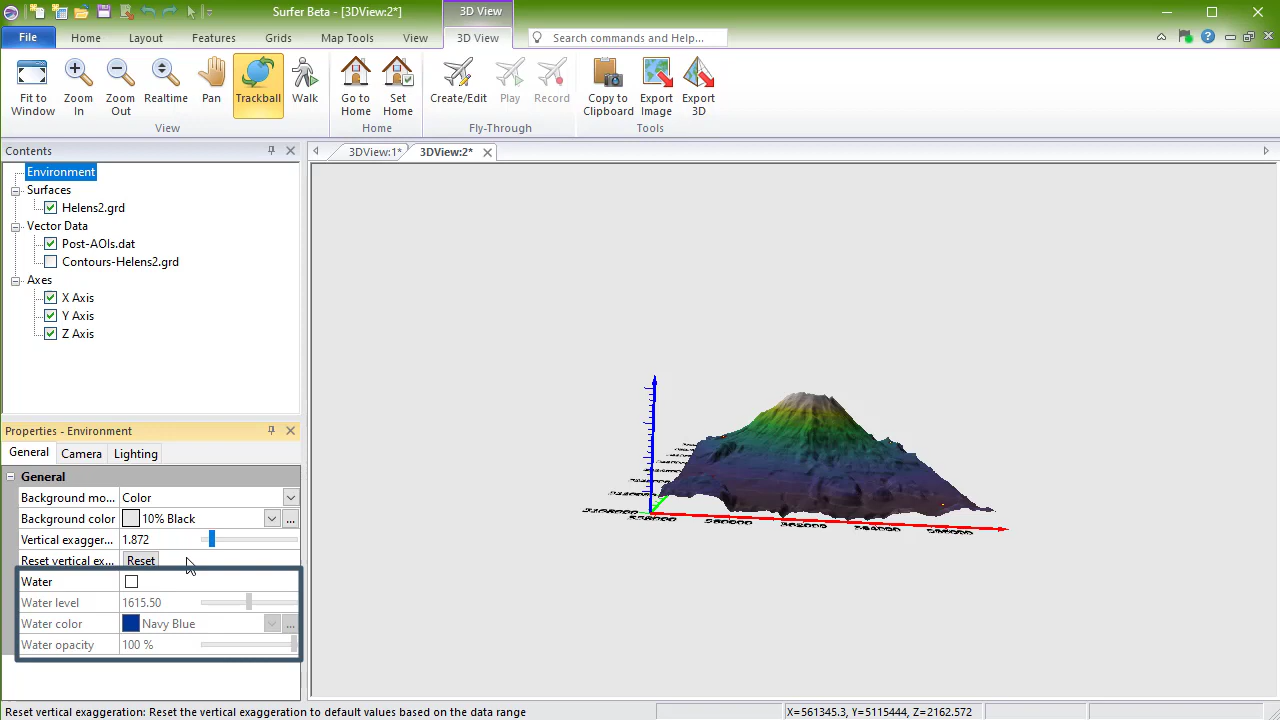 Surfer Beta - [3DView:2*]
3D View
File
Home
Layout
Features
Grids
Map Tools
View
3D View
Search commands and Help...
Fit to Window
Zoom In
Zoom Out
Realtime
Pan
Trackball
Walk
Go to Home
Set Home
Create/Edit
Play
Record
Copy to Clipboard
Export Image
Export 3D
View
Home
Fly-Through
Tools
Contents
3DView:1*
3DView:2*
Environment
Surfaces
Helens2.grd
Vector Data
Post-AOIs.dat
Contours-Helens2.grd
Axes
X Axis
Y Axis
Z Axis
Properties - Environment
General
Camera
Lighting
General
Background mo... Color
Background color 10% Black ...
Vertical exagger... 1.872
Reset vertical ex... Reset
Water
Water level 1615.50
Water color Navy Blue ...
Water opacity 100 %
Reset vertical exaggeration: Reset the vertical exaggeration to default values based on the data range
X=561345.3, Y=5115444, Z=2162.572